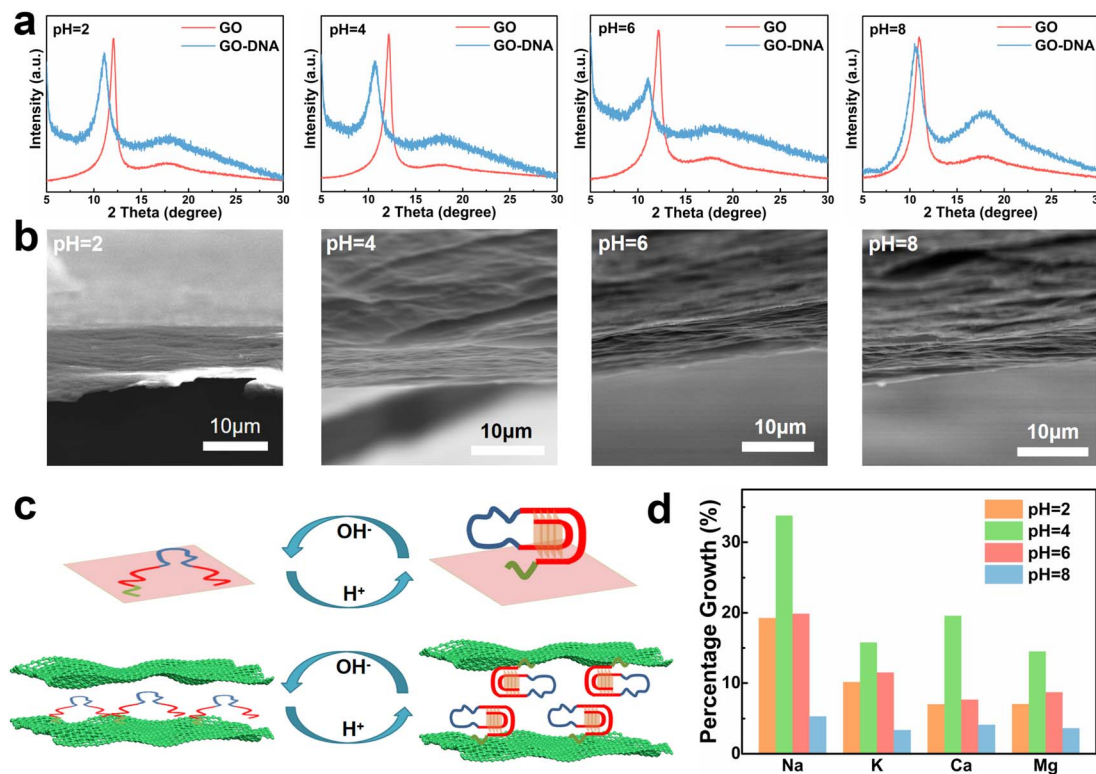 a
pH=2
GO
GO-DNA
pH=4
GO
GO-DNA
pH=6
GO
GO-DNA
pH=8
GO
GO-DNA
Intensity (a.u.)
Intensity (a.u.)
Intensity (a.u.)
Intensity (a.u.)
5 10 15 20 25 30
5 10 15 20 25 30
5 10 15 20 25 30
5 10 15 20 25 30
2 Theta (degree)
2 Theta (degree)
2 Theta (degree)
2 Theta (degree)
b
pH=2
pH=4
pH=6
pH=8
10μm
10μm
10μm
10μm
c
OH-
H+
OH-
H+
d
Percentage Growth (%)
30
20
10
0
pH=2
pH=4
pH=6
pH=8
Na K Ca Mg